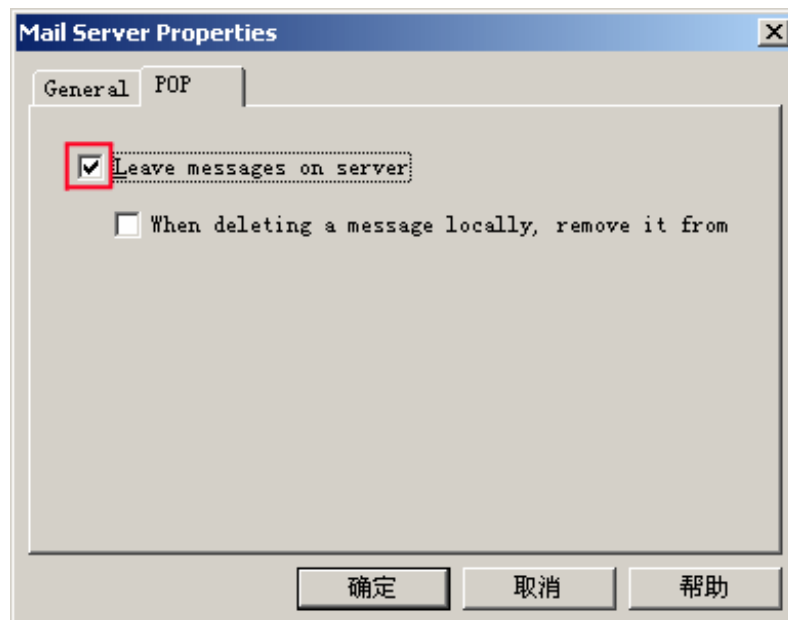 Mail Server Properties
General POP
Leave messages on server
When deleting a message locally, remove it from
确定 取消 帮助